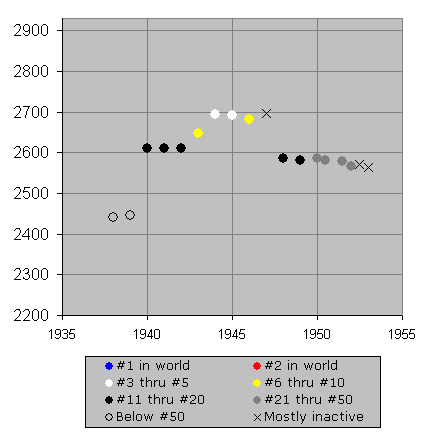 2900
2800
2700
2600
2500
2400
2300
2200
1935 1940 1945 1950 1955
#1 in world #2 in world
#3 thru #5 #6 thru #10
#11 thru #20 #21 thru #50
Below #50 Mostly inactive